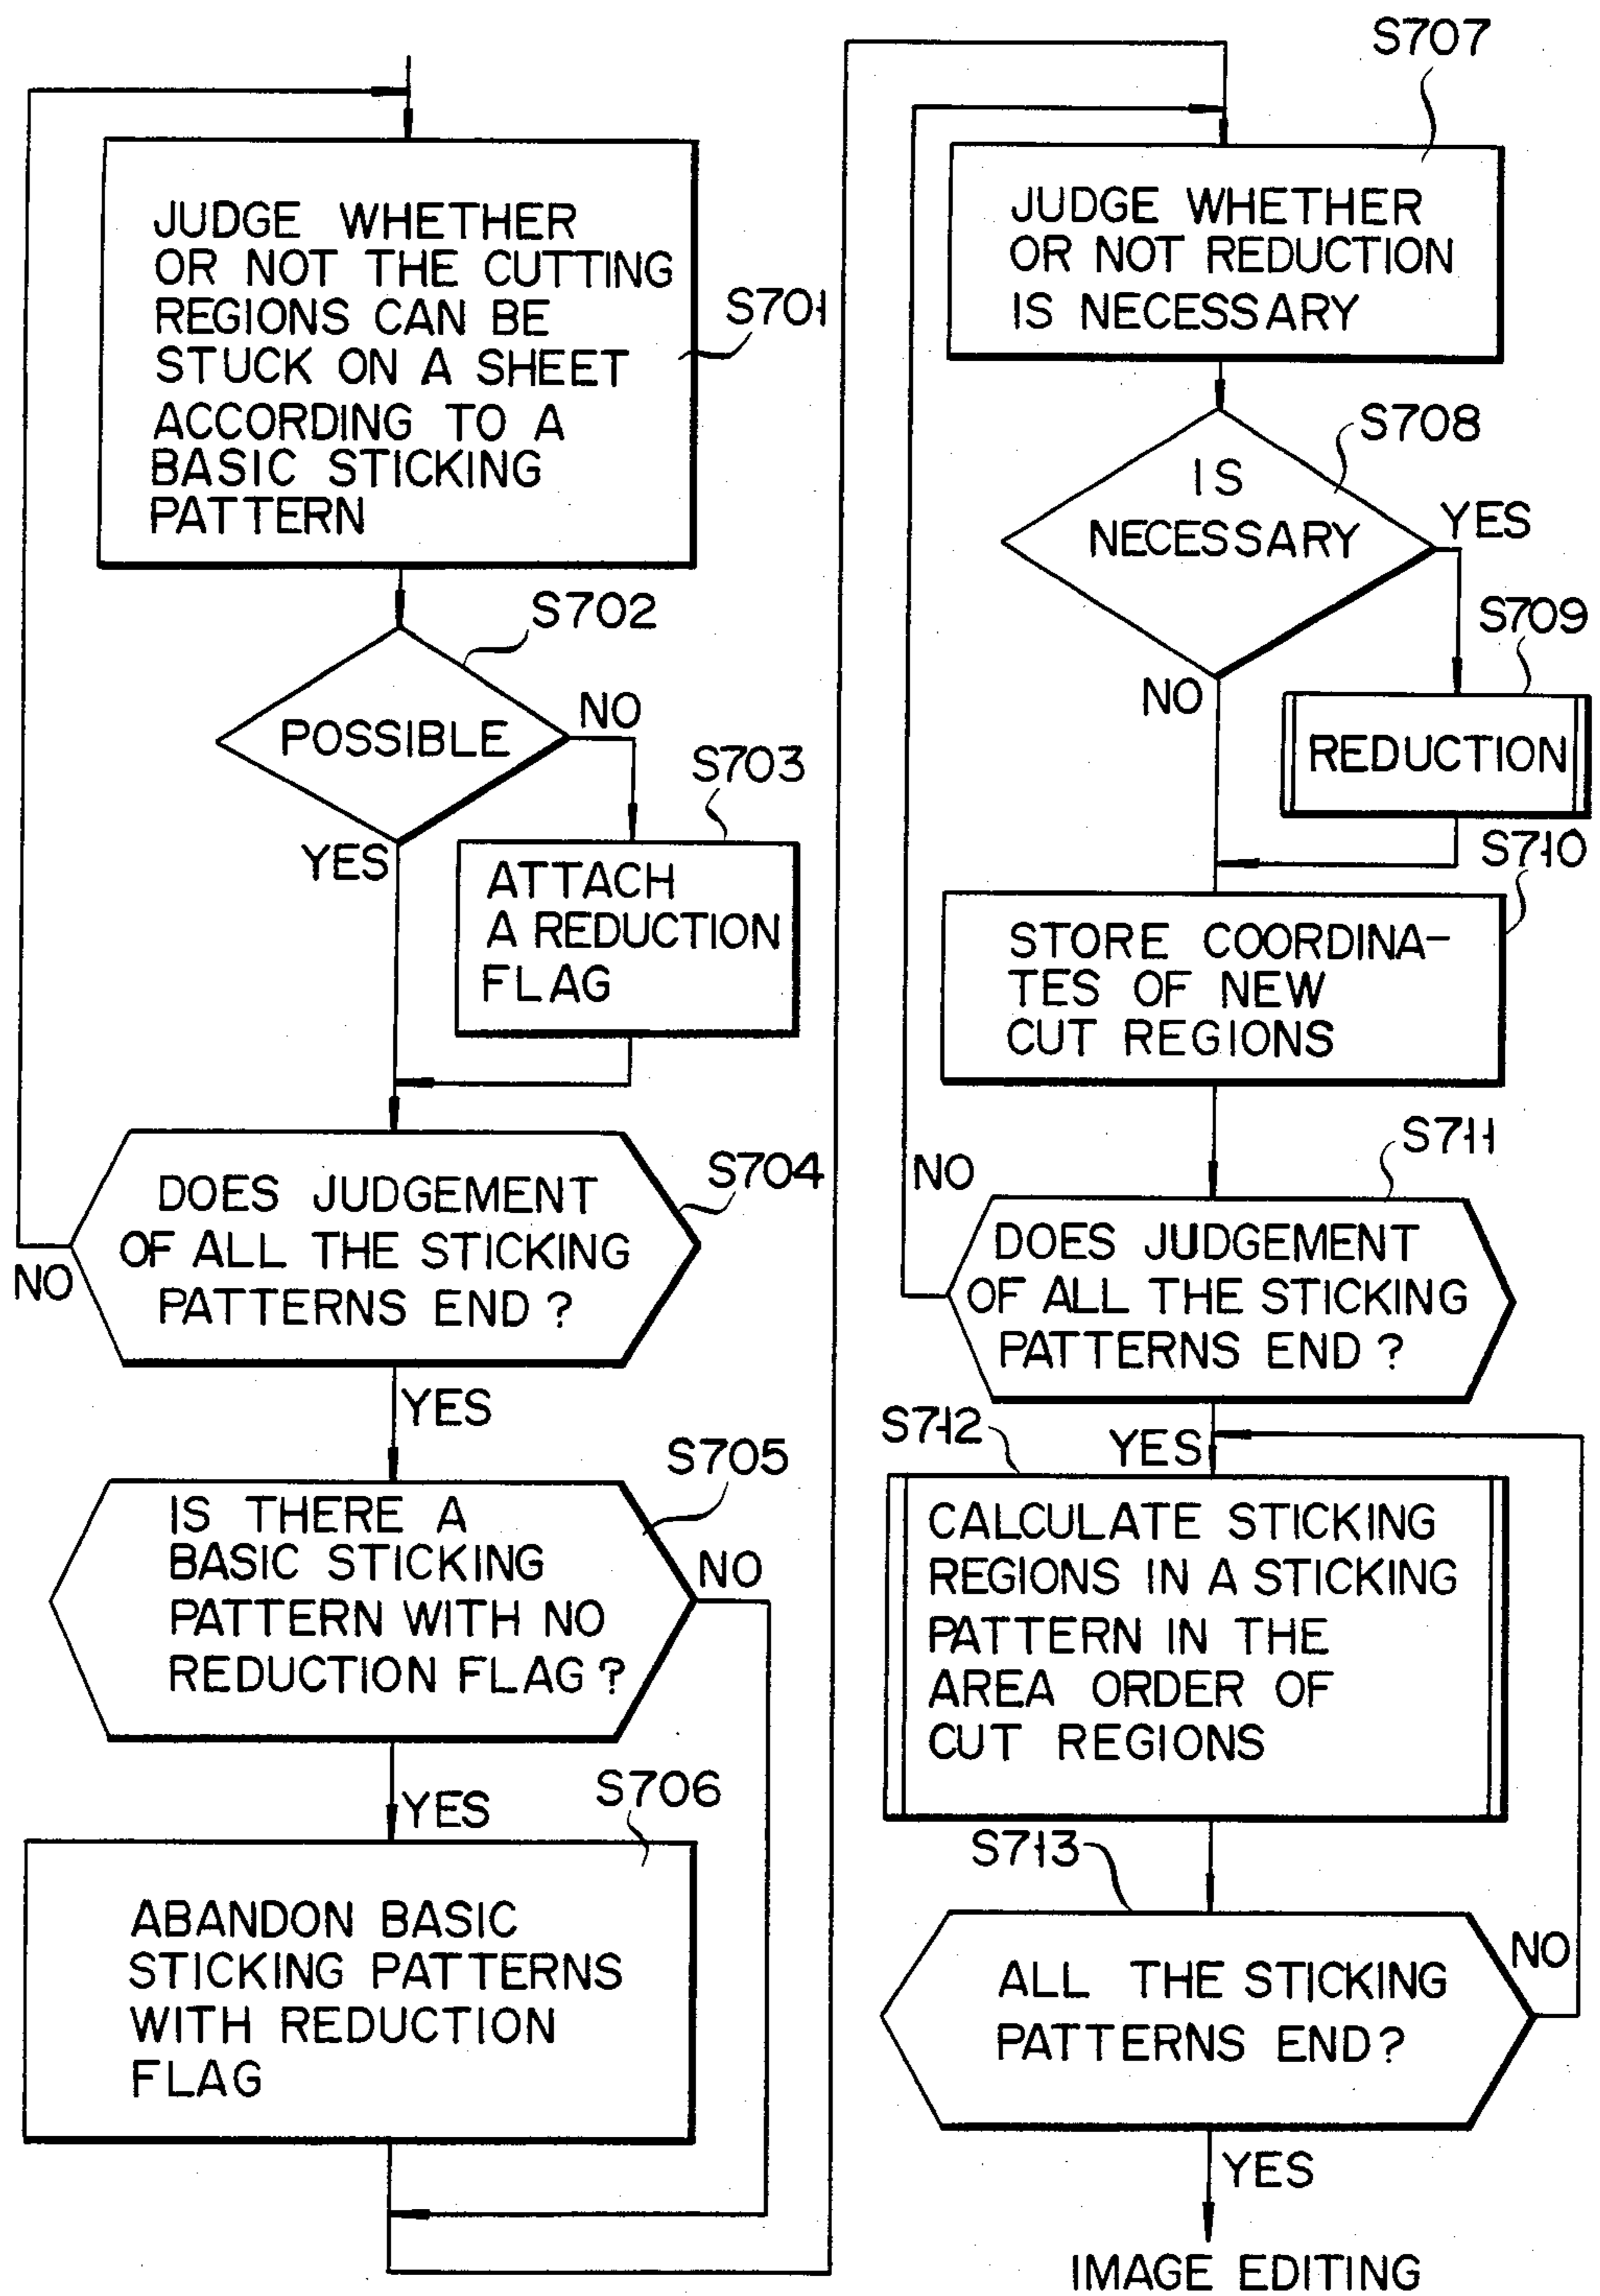 JUDGE WHETHER
OR NOT THE CUTTING
REGIONS CAN BE
STUCK ON A SHEET
ACCORDING TO A
BASIC STICKING
PATTERN
S701
S702
POSSIBLE
NO
YES
S703
ATTACH
A REDUCTION
FLAG
S704
DOES JUDGEMENT
OF ALL THE STICKING
PATTERNS END ?
NO
YES
S705
IS THERE A
BASIC STICKING
PATTERN WITH NO
REDUCTION FLAG ?
NO
YES
S706
ABANDON BASIC
STICKING PATTERNS
WITH REDUCTION
FLAG
S707
JUDGE WHETHER
OR NOT REDUCTION
IS NECESSARY
S708
IS
NECESSARY
YES
NO
S709
REDUCTION
S710
STORE COORDINA-
TES OF NEW
CUT REGIONS
S711
NO
DOES JUDGEMENT
OF ALL THE STICKING
PATTERNS END ?
YES
S712
CALCULATE STICKING
REGIONS IN A STICKING
PATTERN IN THE
AREA ORDER OF
CUT REGIONS
S713
ALL THE STICKING
PATTERNS END?
NO
YES
IMAGE EDITING